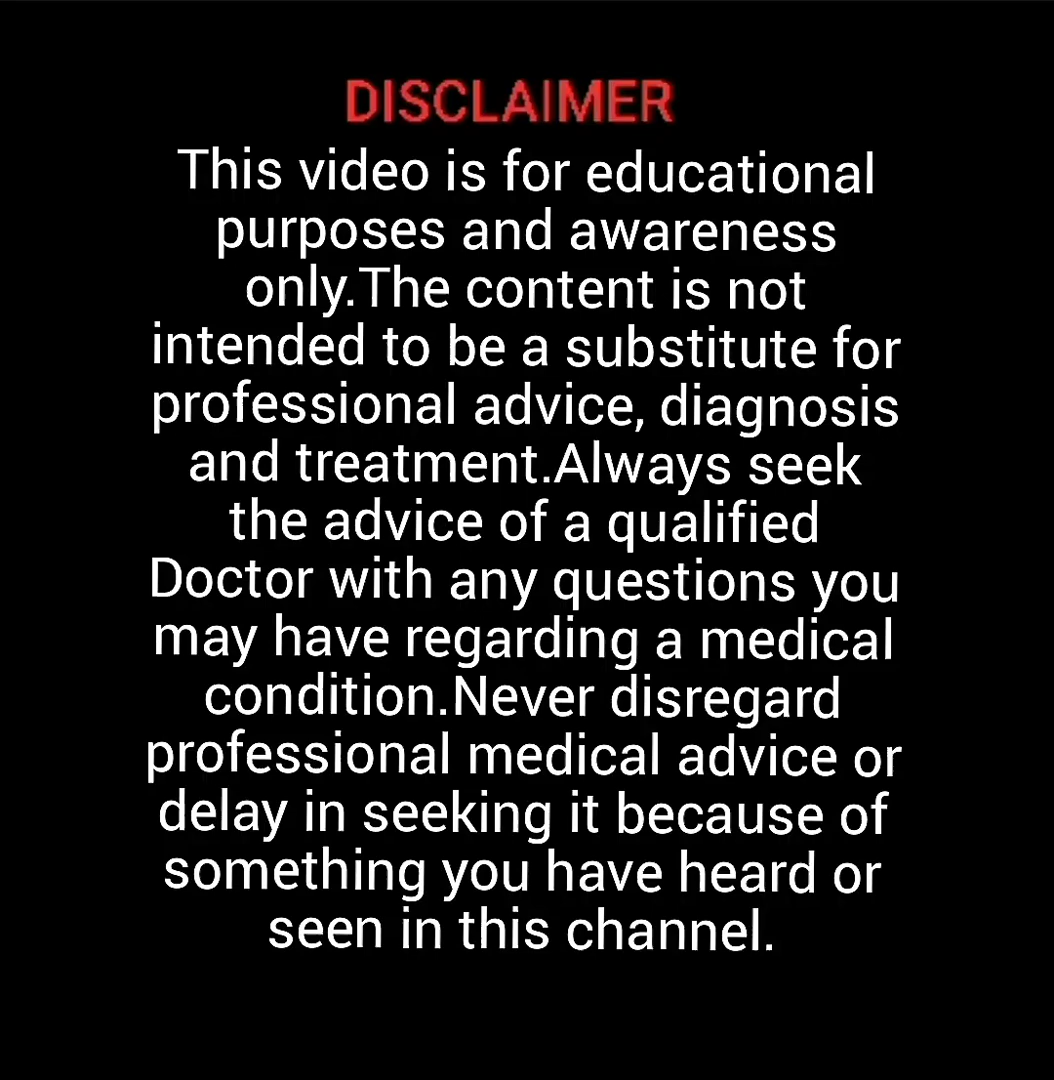 DISCLAIMER
This video is for educational
purposes and awareness
only.The content is not
intended to be a substitute for
professional advice, diagnosis
and treatment.Always seek
the advice of a qualified
Doctor with any questions you
may have regarding a medical
condition.Never disregard
professional medical advice or
delay in seeking it because of
something you have heard or
seen in this channel.